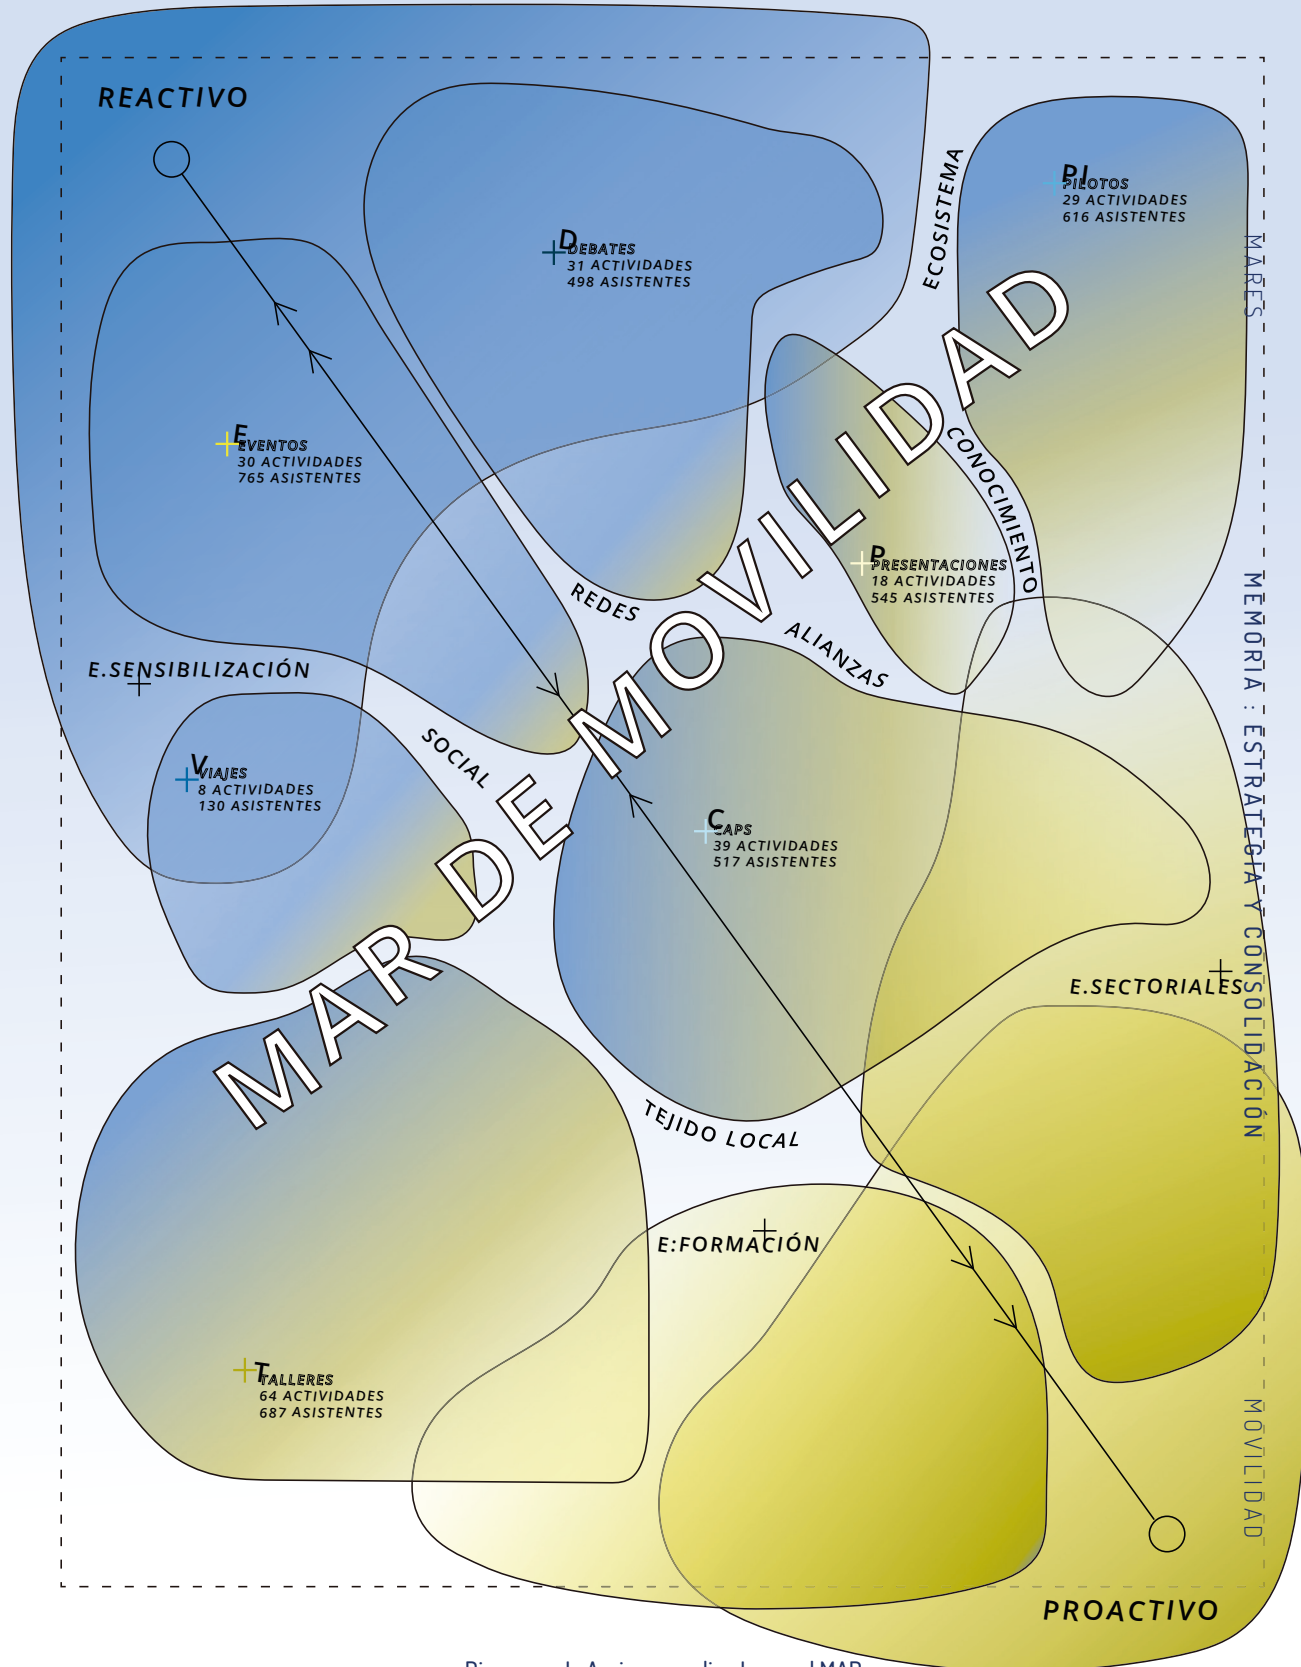 REACTIVO
ECOSISTEMA
PI
PILOTOS
29 ACTIVIDADES
616 ASISTENTES
D
DEBATES
31 ACTIVIDADES
498 ASISTENTES
MARES
E
EVENTOS
30 ACTIVIDADES
765 ASISTENTES
CONOCIMIENTO
P
PRESENTACIONES
18 ACTIVIDADES
545 ASISTENTES
REDES
ALIANZAS
E.SENSIBILIZACIÓN
SOCIAL
V
VIAJES
8 ACTIVIDADES
130 ASISTENTES
MAR DE MOVILIDAD
C
CAPS
39 ACTIVIDADES
517 ASISTENTES
MEMORIA : ESTRATEGIA Y CONSOLIDACIÓN
E.SECTORIALES
TEJIDO LOCAL
E:FORMACIÓN
T
TALLERES
64 ACTIVIDADES
687 ASISTENTES
MOVILIDAD
PROACTIVO